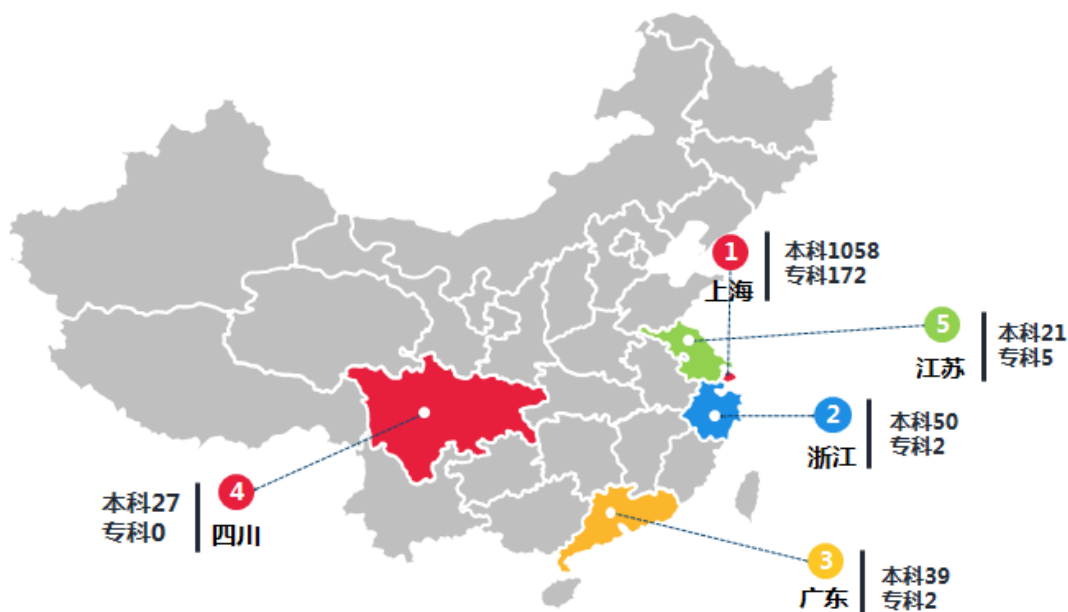 1
本科1058
专科172
上海
5
本科21
专科5
江苏
2
本科50
专科2
浙江
4
本科27
专科0
四川
3
本科39
专科2
广东